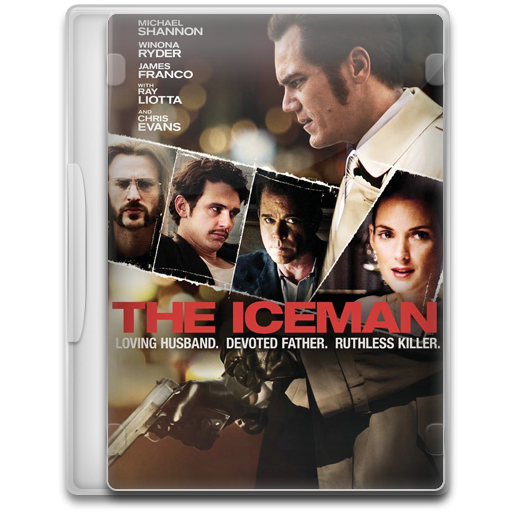 MICHAEL
SHANNON
WINONA
RYDER
JAMES
FRANCO
WITH
RAY
LIOTTA
AND
CHRIS
EVANS
THE ICEMAN
LOVING HUSBAND. DEVOTED FATHER. RUTHLESS KILLER.